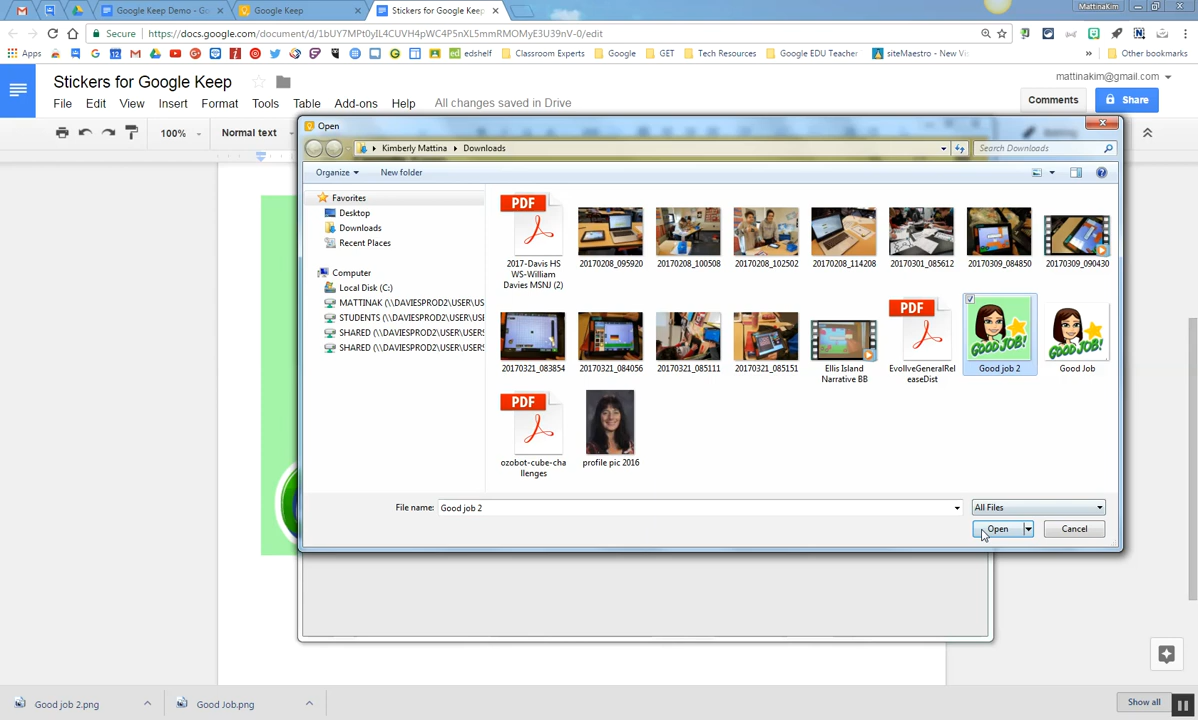 Google Keep Demo - Go
Google Keep
Stickers for Google Keep
MattinaKim
Secure
https://docs.google.com/document/d/1bUY7MPt0yIL4CUVH4pWC4P5nXL5mmRMOMyE3U39nV-0/edit
Apps
edshelf
Classroom Experts
Google
GET
Tech Resources
Google EDU Teacher
siteMaestro - New Vi
»
Other bookmarks
Stickers for Google Keep
mattinakim@gmail.com
File
Edit
View
Insert
Format
Tools
Table
Add-ons
Help
All changes saved in Drive
Comments
Share
100%
Normal text
Open
Kimberly Mattina
Downloads
Search Downloads
Organize
New folder
Favorites
Desktop
Downloads
Recent Places
Computer
Local Disk (C:)
MATTINAK (\\DAVIESPROD2\USER\US
STUDENTS (\\DAVIESPROD2\USER\US
SHARED (\\DAVIESPROD2\USER\USERS
SHARED (\\DAVIESPROD2\USER\USERS
PDF
2017-Davis HS
WS-William
Davies MSNJ (2)
20170208_095920
20170208_100508
20170208_102502
20170208_114208
20170301_085612
20170309_084850
20170309_090430
20170321_083854
20170321_084056
20170321_085111
20170321_085151
Ellis Island
Narrative BB
PDF
EvollveGeneralRel
easeDist
GOOD JOB!
Good job 2
GOOD JOB!
Good Job
PDF
ozobot-cube-cha
llenges
profile pic 2016
File name:
Good job 2
All Files
Open
Cancel
Good job 2.png
Good Job.png
Show all